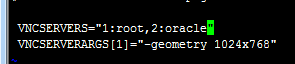 VNCSERVERS="1:root,2:oracle"
VNCSERVERARGS[1]="-geometry 1024x768"
~